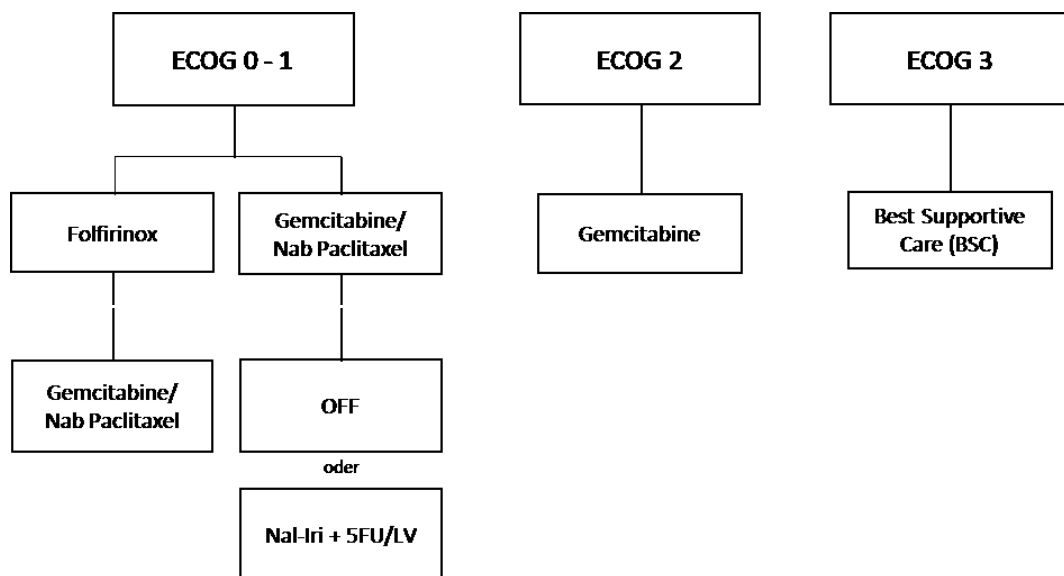 ECOG 0 - 1
ECOG 2
ECOG 3
Folfirinox
Gemcitabine/
Nab Paclitaxel
Gemcitabine
Best Supportive
Care (BSC)
Gemcitabine/
Nab Paclitaxel
OFF
oder
Nal-Iri + 5FU/LV